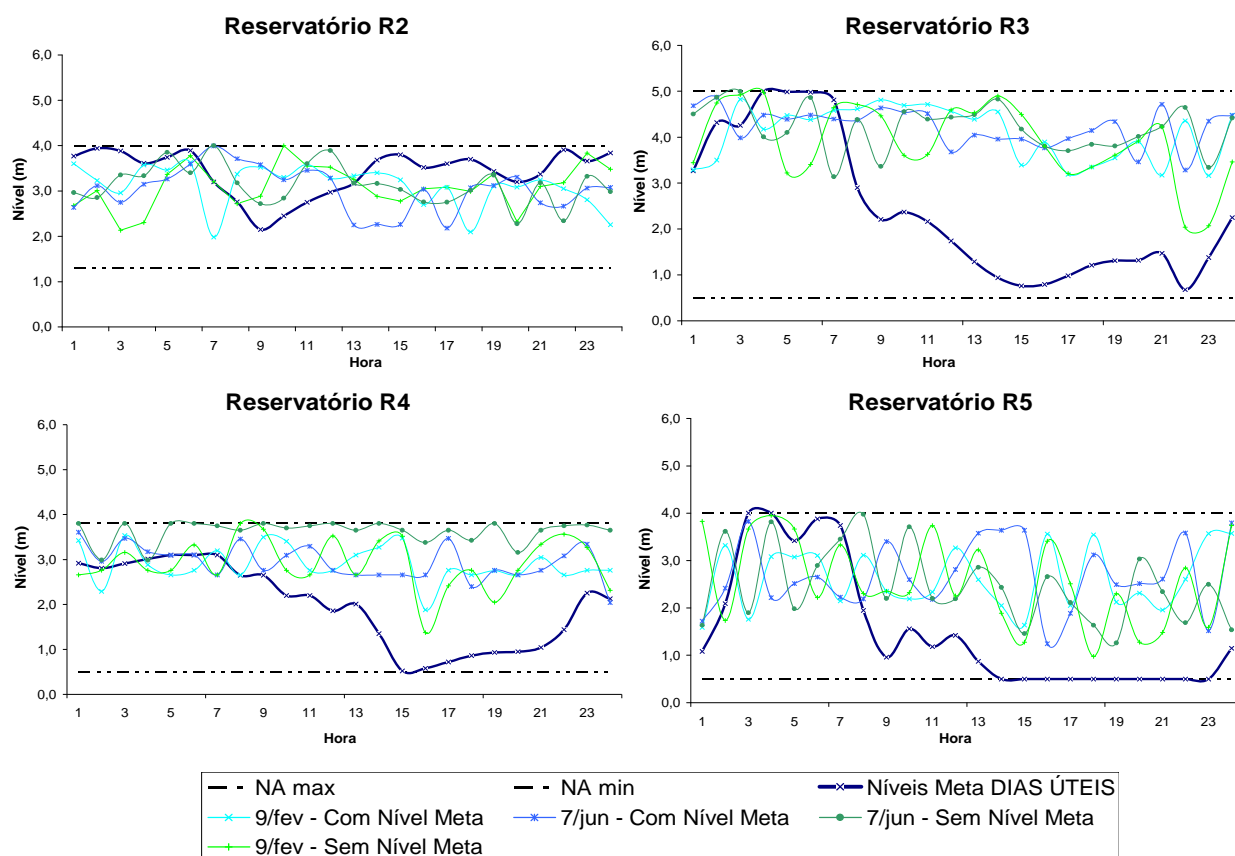 Reservatório R2
6,0
5,0
4,0
3,0
2,0
1,0
0,0
Nível (m)
1 3 5 7 9 11 13 15 17 19 21 23
Hora
Reservatório R3
6,0
5,0
4,0
3,0
2,0
1,0
0,0
Nível (m)
1 3 5 7 9 11 13 15 17 19 21 23
Hora
Reservatório R4
6,0
5,0
4,0
3,0
2,0
1,0
0,0
Nível (m)
1 3 5 7 9 11 13 15 17 19 21 23
Hora
Reservatório R5
6,0
5,0
4,0
3,0
2,0
1,0
0,0
Nível (m)
1 3 5 7 9 11 13 15 17 19 21 23
Hora
NA max NA min Níveis Meta DIAS ÚTEIS
9/fev - Com Nível Meta 7/jun - Com Nível Meta 7/jun - Sem Nível Meta
9/fev - Sem Nível Meta